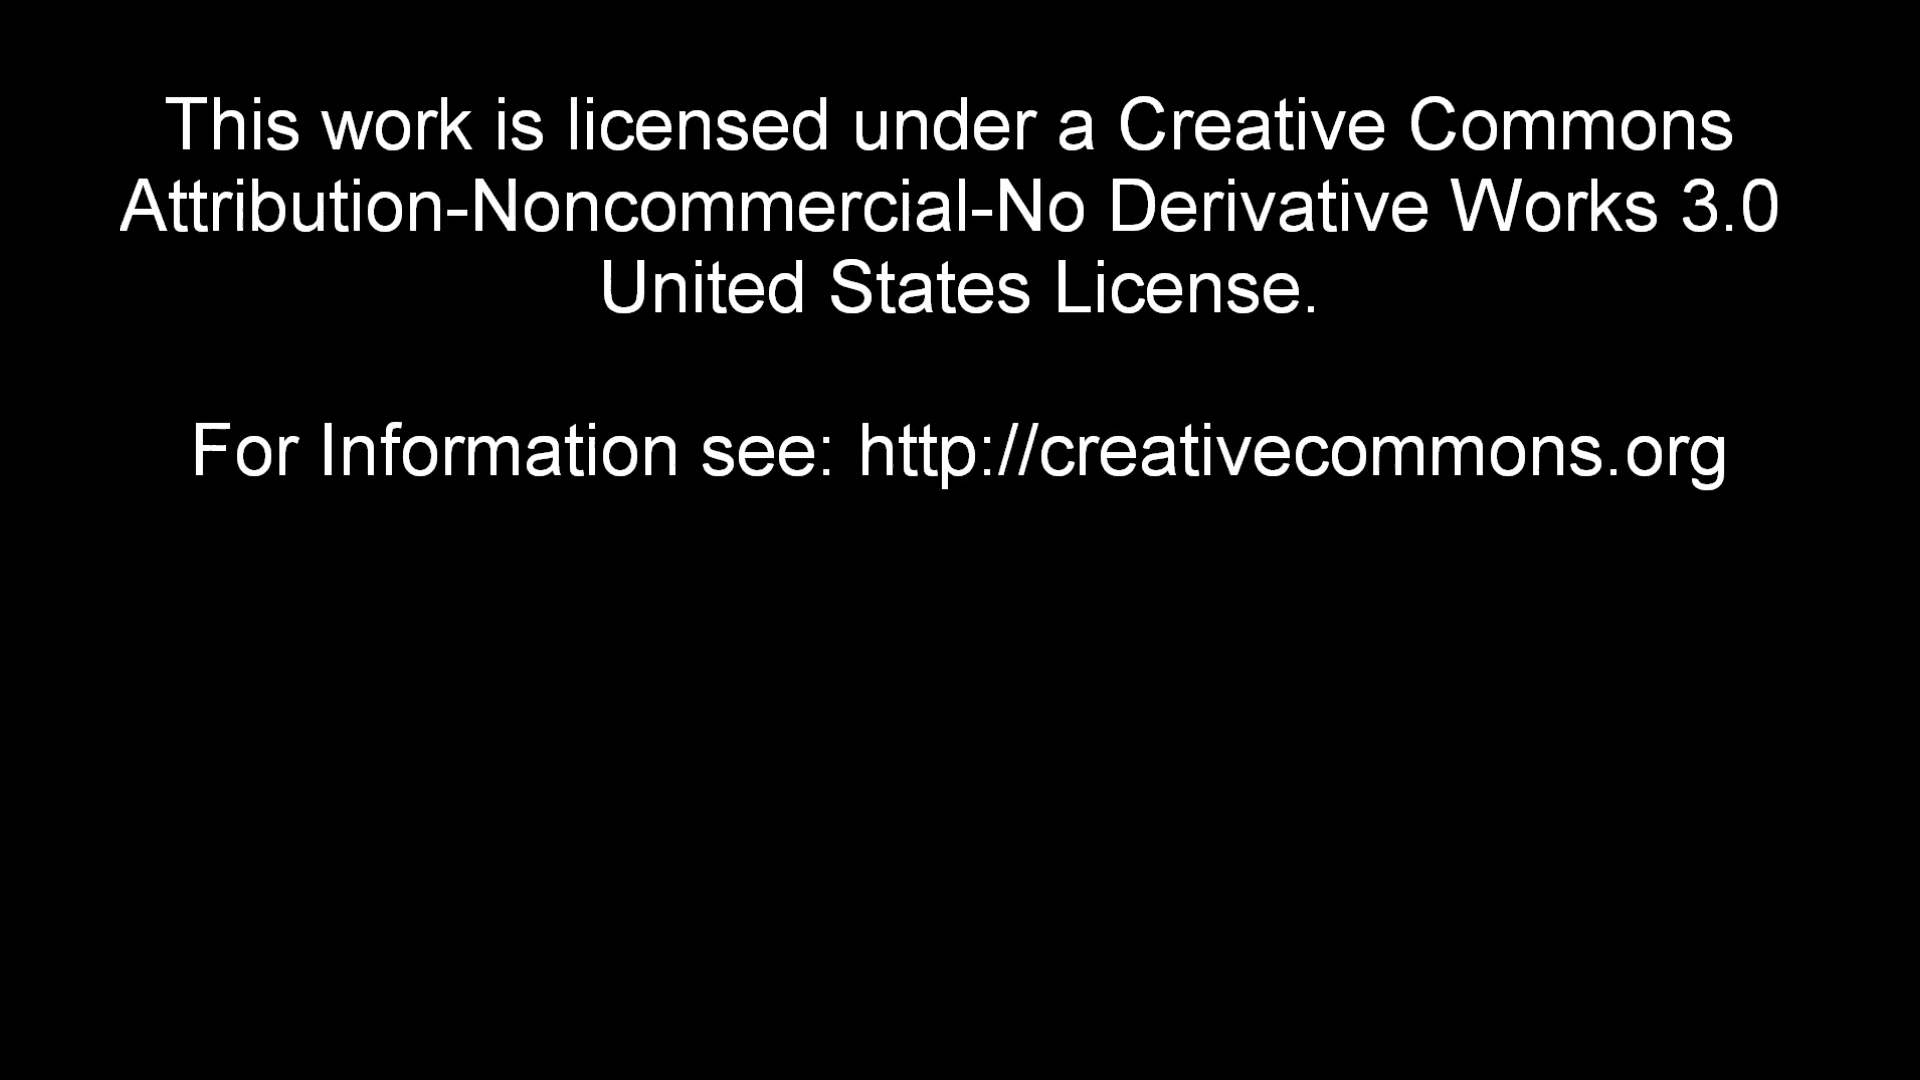 This work is licensed under a Creative Commons
Attribution-Noncommercial-No Derivative Works 3.0
United States License.
For Information see: http://creativecommons.org